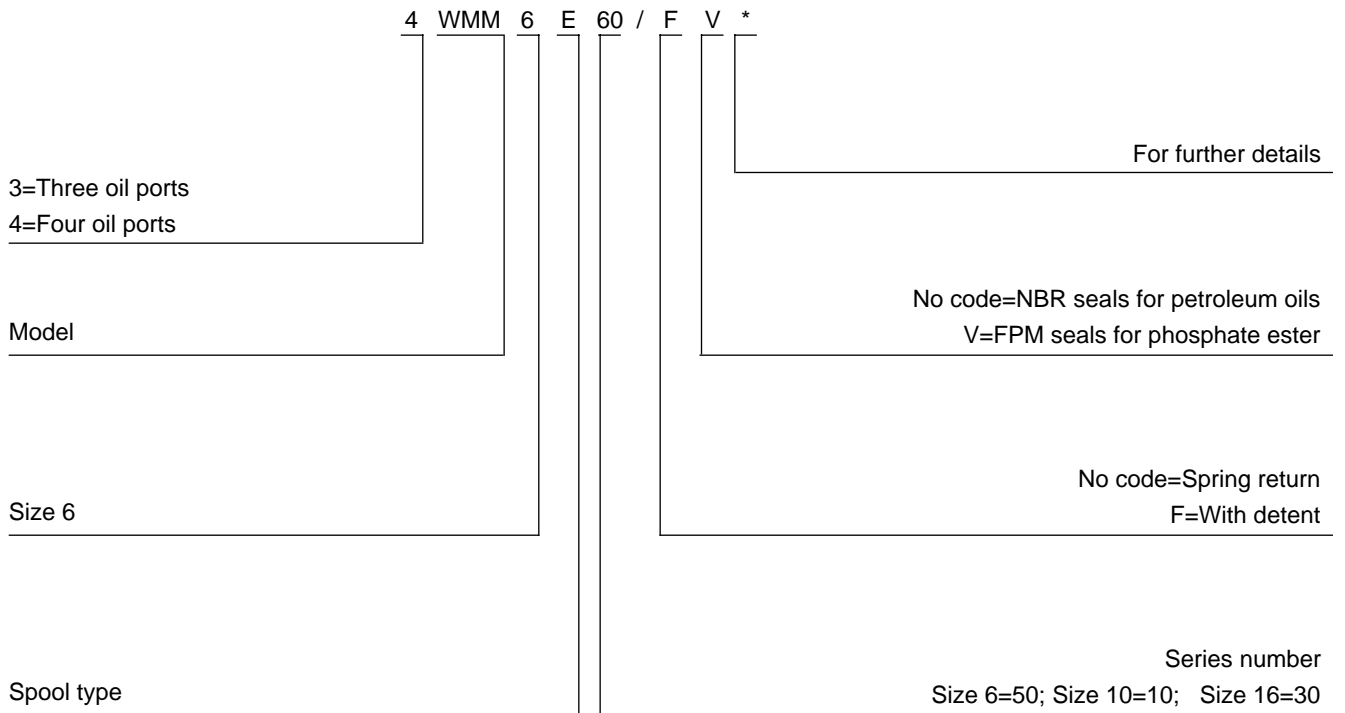 4 WMM 6 E 60 / F V *
For further details
3=Three oil ports
4=Four oil ports
No code=NBR seals for petroleum oils
Model
V=FPM seals for phosphate ester
No code=Spring return
Size 6
F=With detent
Series number
Spool type
Size 6=50; Size 10=10; Size 16=30